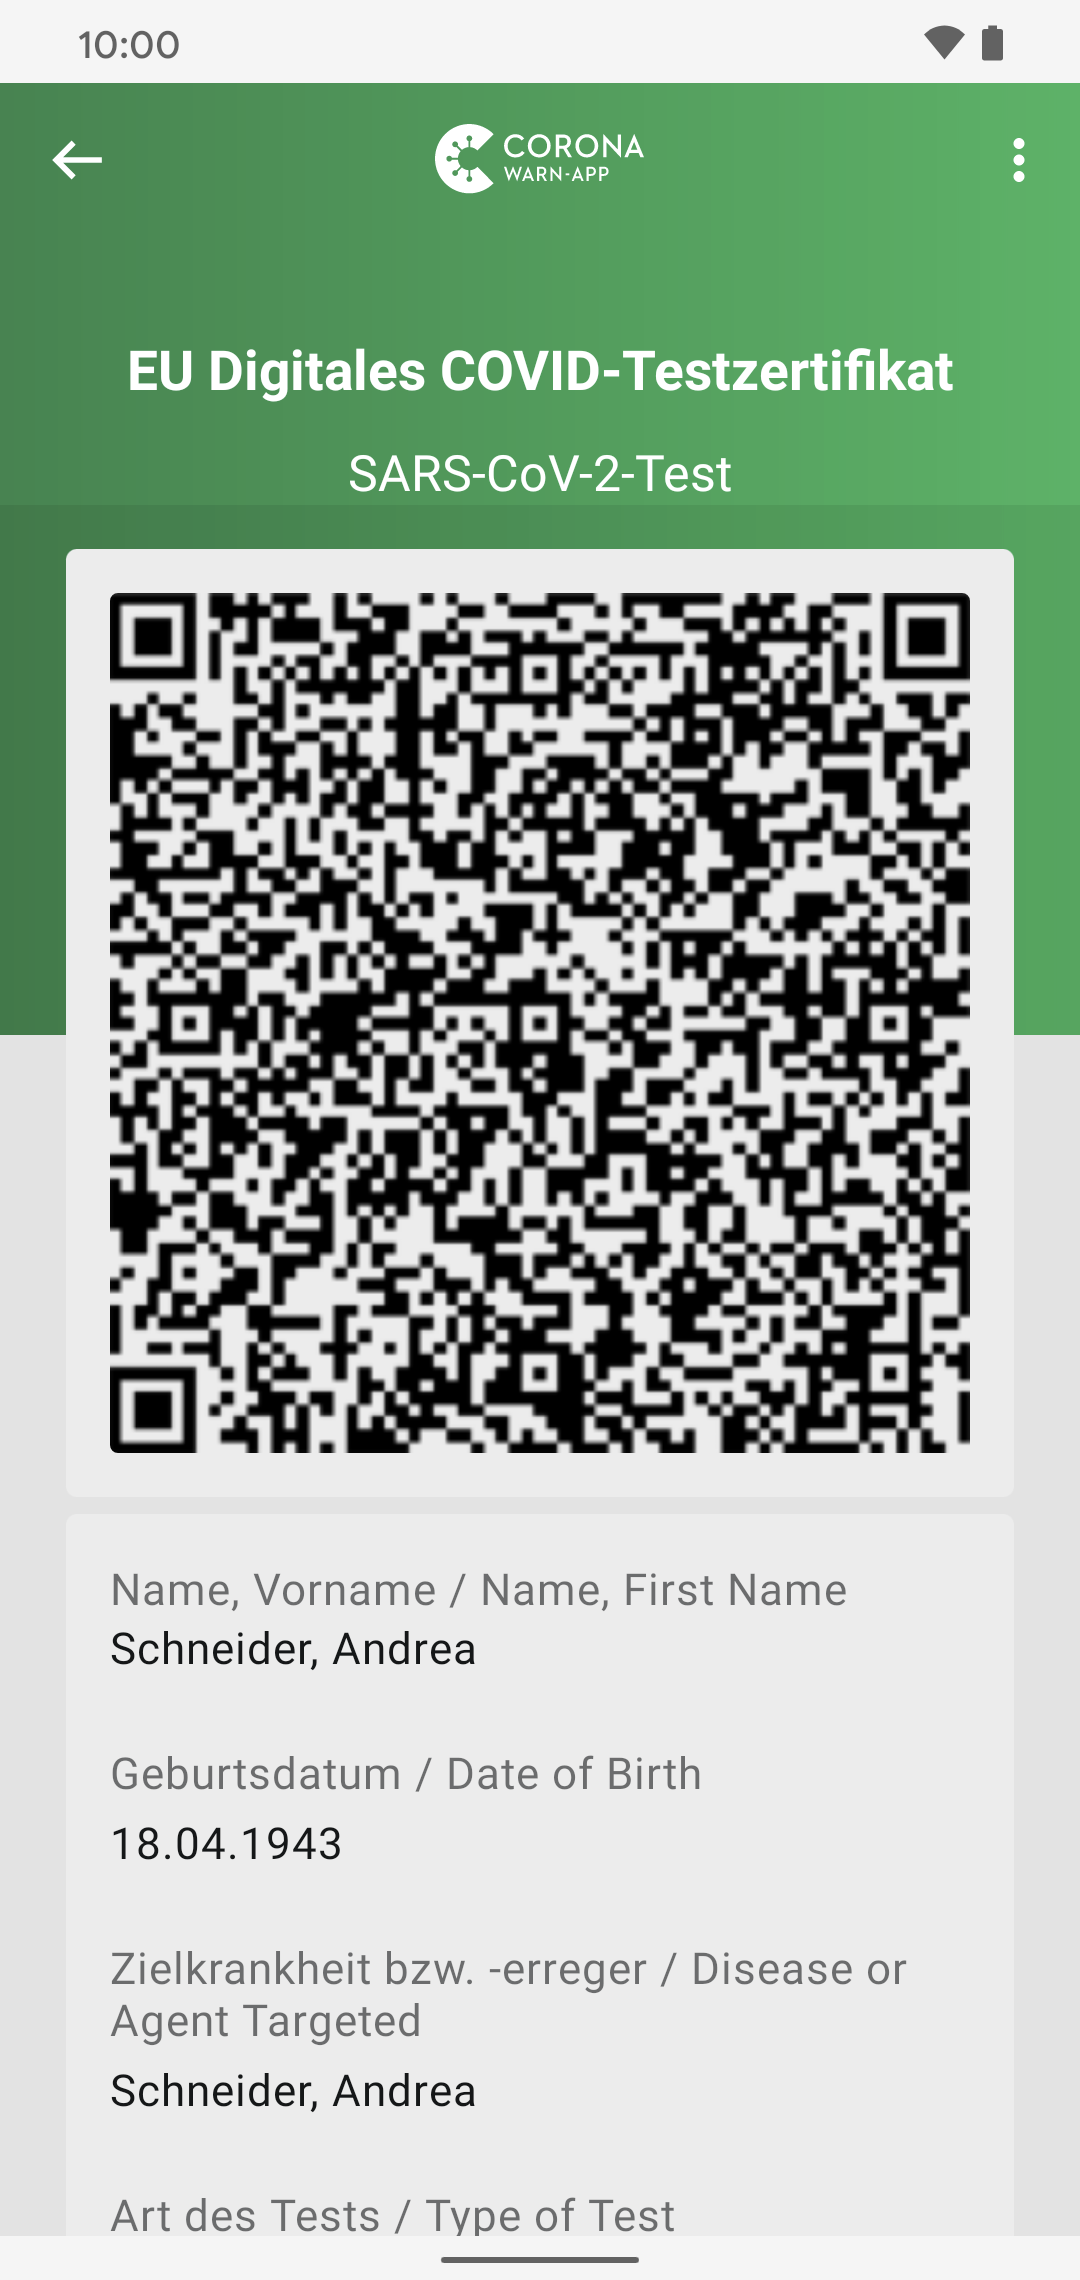 10:00
CORONA
WARN-APP
EU Digitales COVID-Testzertifikat
SARS-CoV-2-Test
Name, Vorname / Name, First Name
Schneider, Andrea
Geburtsdatum / Date of Birth
18.04.1943
Zielkrankheit bzw. -erreger / Disease or
Agent Targeted
Schneider, Andrea
Art des Tests / Type of Test